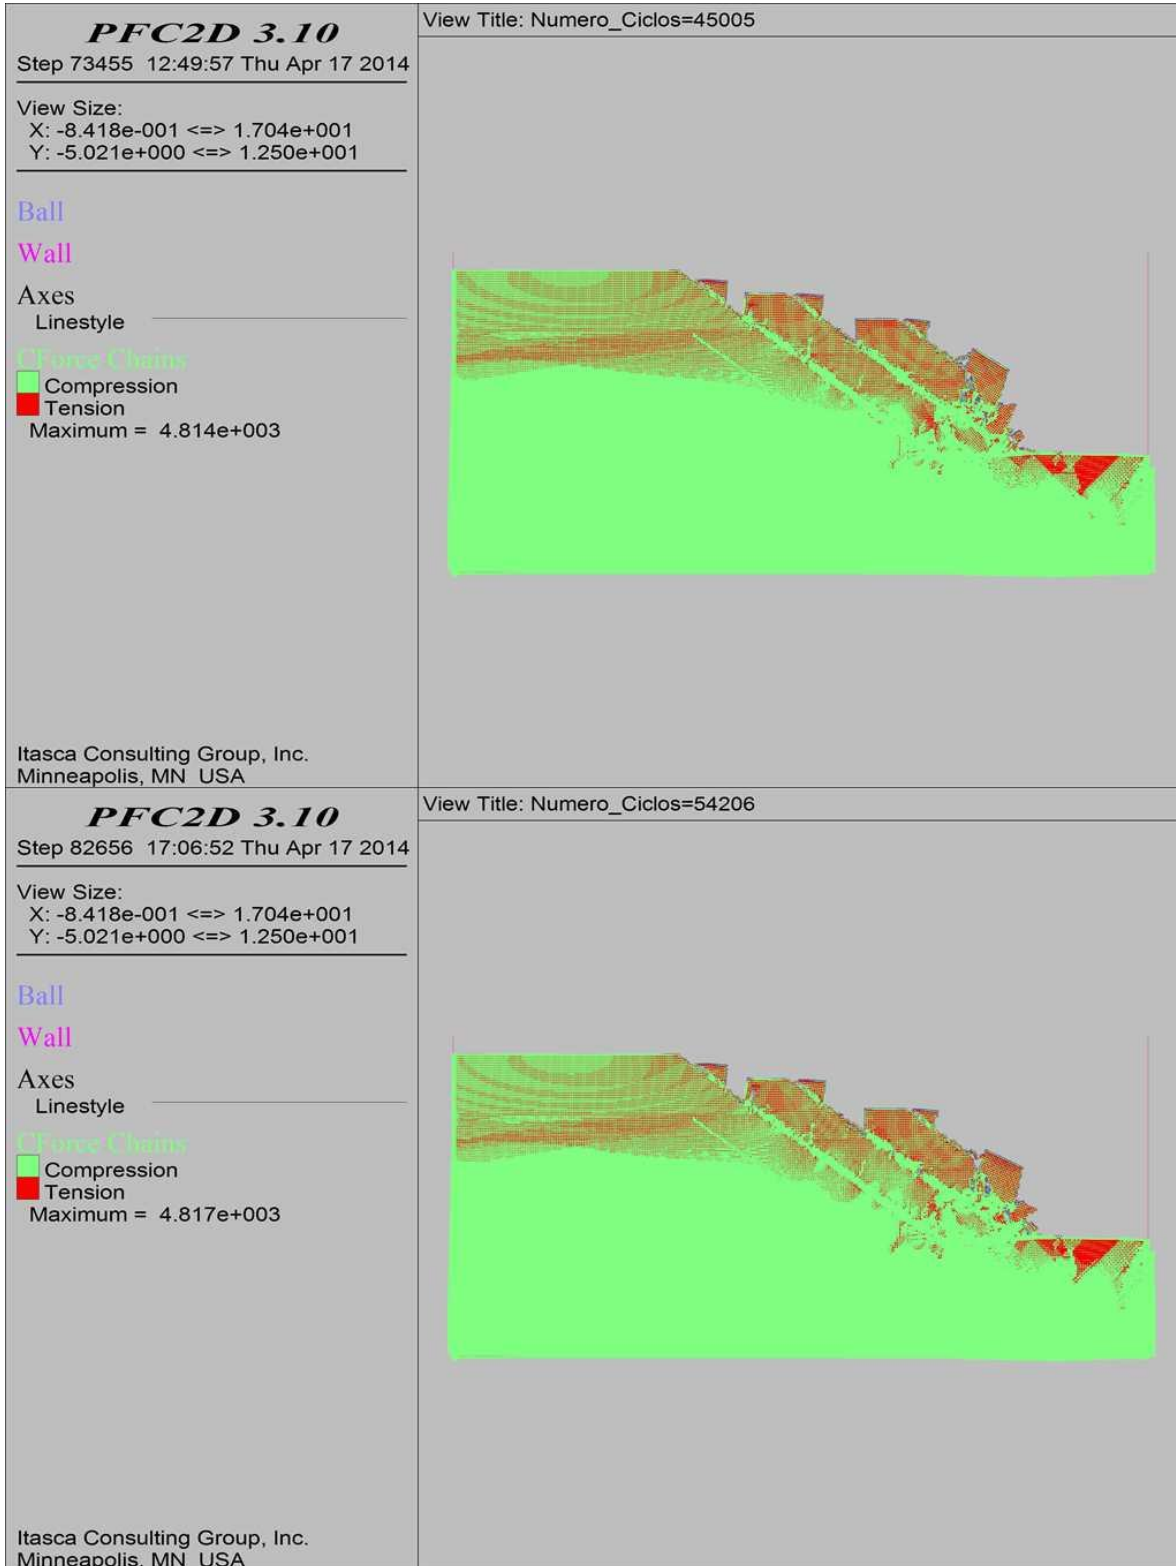 PFC2D 3.10
Step 73455 12:49:57 Thu Apr 17 2014
View Size:
X: -8.418e-001 <=> 1.704e+001
Y: -5.021e+000 <=> 1.250e+001
Ball
Wall
Axes
Linestyle
CForce Chains
Compression
Tension
Maximum = 4.814e+003
Itasca Consulting Group, Inc.
Minneapolis, MN USA
View Title: Numero_Ciclos=45005
PFC2D 3.10
Step 82656 17:06:52 Thu Apr 17 2014
View Size:
X: -8.418e-001 <=> 1.704e+001
Y: -5.021e+000 <=> 1.250e+001
Ball
Wall
Axes
Linestyle
CForce Chains
Compression
Tension
Maximum = 4.817e+003
Itasca Consulting Group, Inc.
Minneapolis, MN USA
View Title: Numero_Ciclos=54206